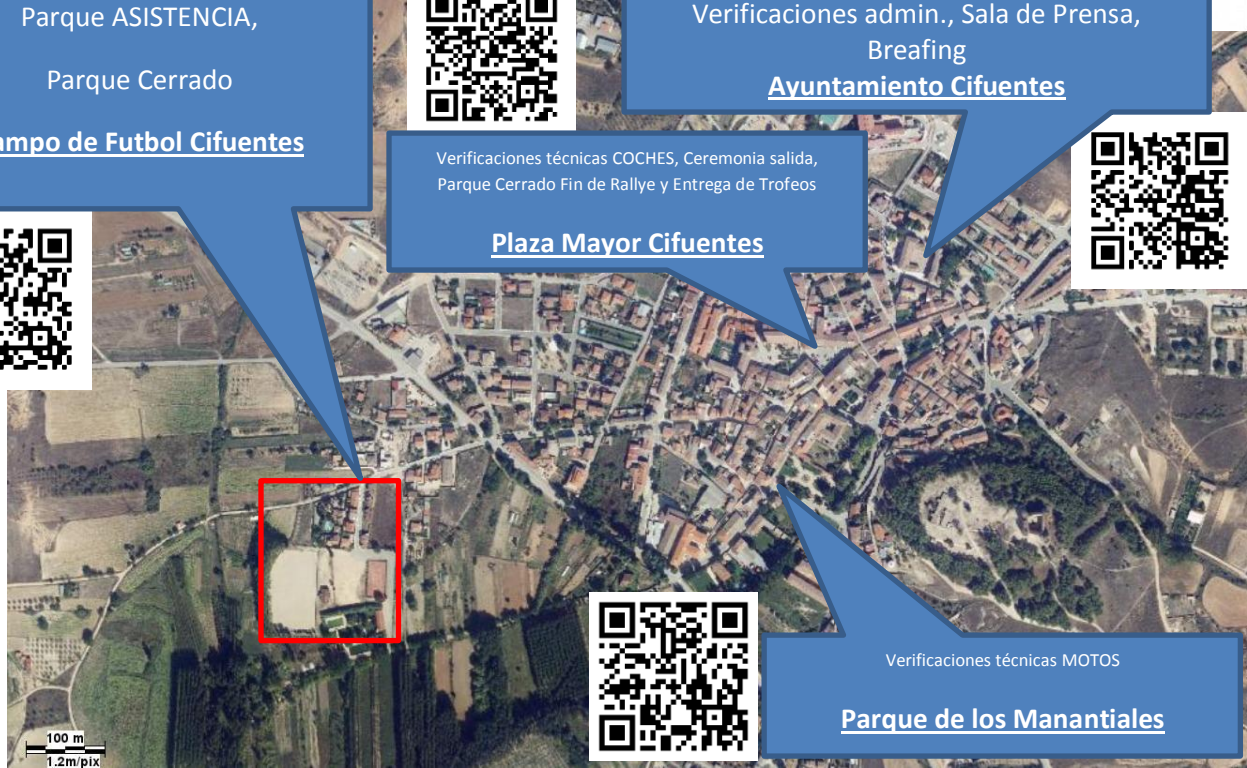 Parque ASISTENCIA,
Parque Cerrado
ampo de Futbol Cifuentes
Verificaciones admin., Sala de Prensa,
Breafing
Ayuntamiento Cifuentes
Verificaciones técnicas COCHES, Ceremonia salida,
Parque Cerrado Fin de Rallye y Entrega de Trofeos
Plaza Mayor Cifuentes
Verificaciones técnicas MOTOS
Parque de los Manantiales
100 m
1.2m/pix